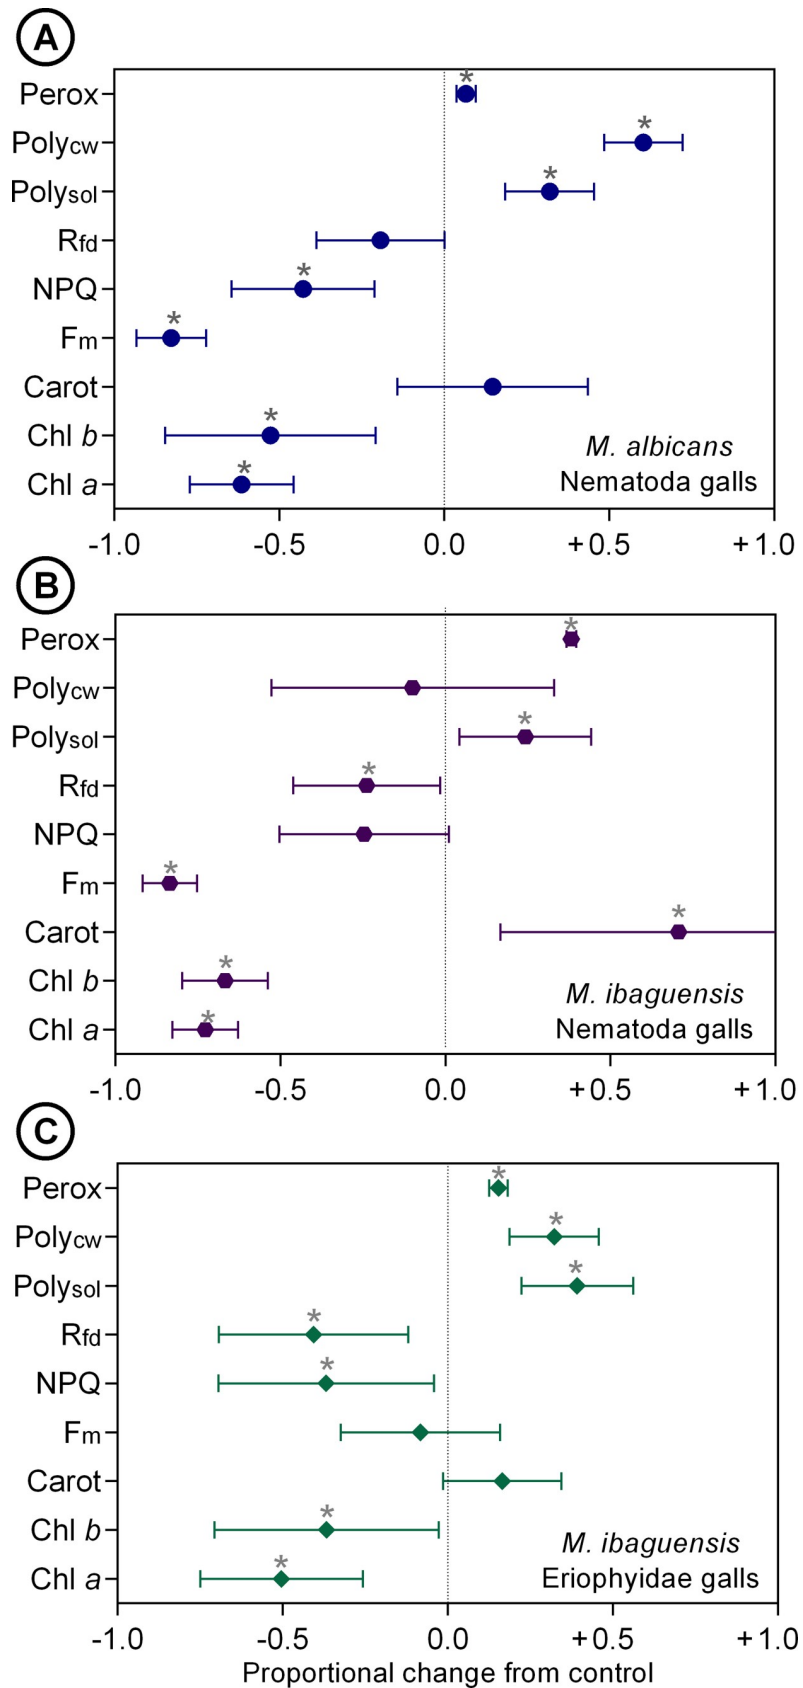 A
Perox
*
Polycw
*
Polysol
*
Rfd
NPQ
*
Fm
*
Carot
Chl b
*
Chl a
*
M. albicans
Nematoda galls
-1.0 -0.5 0.0 +0.5 +1.0
B
Perox
*
Polycw
Polysol
*
Rfd
*
NPQ
Fm
*
Carot
*
Chl b
*
Chl a
*
M. ibaguensis
Nematoda galls
-1.0 -0.5 0.0 +0.5 +1.0
C
Perox
*
Polycw
*
Polysol
*
Rfd
*
NPQ
*
Fm
Carot
Chl b
*
Chl a
*
M. ibaguensis
Eriophyidae galls
-1.0 -0.5 0.0 +0.5 +1.0
Proportional change from control